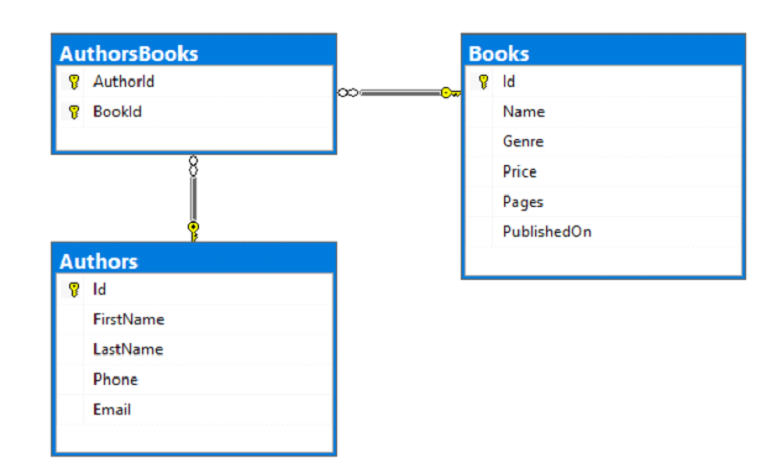 AuthorsBooks
AuthorId
BookId
Books
Id
Name
Genre
Price
Pages
PublishedOn
Authors
Id
FirstName
LastName
Phone
Email